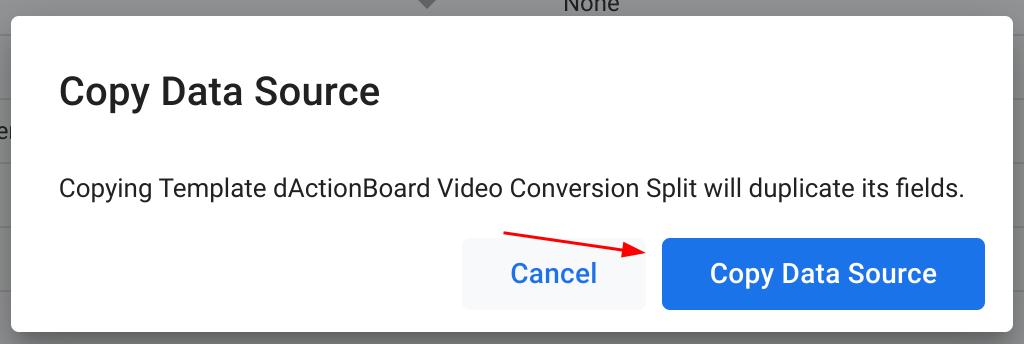 None
Copy Data Source
Copying Template dActionBoard Video Conversion Split will duplicate its fields.
Cancel
Copy Data Source